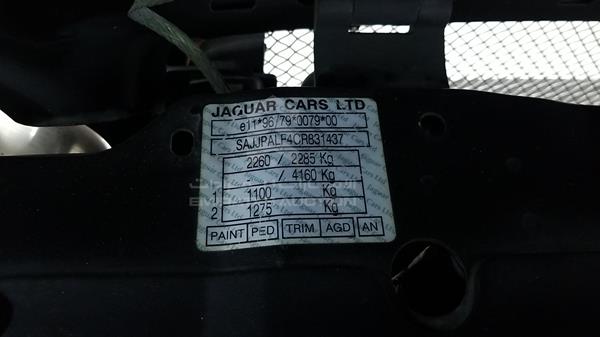 JAGUAR CARS LTD
e11*96/79*0079*00
SAJJPALF4CR831437
2260 / 2285 Kg
/ 4160 Kg
1 1100 Kg
2 1275 Kg
PAINT PED TRIM AGD AN